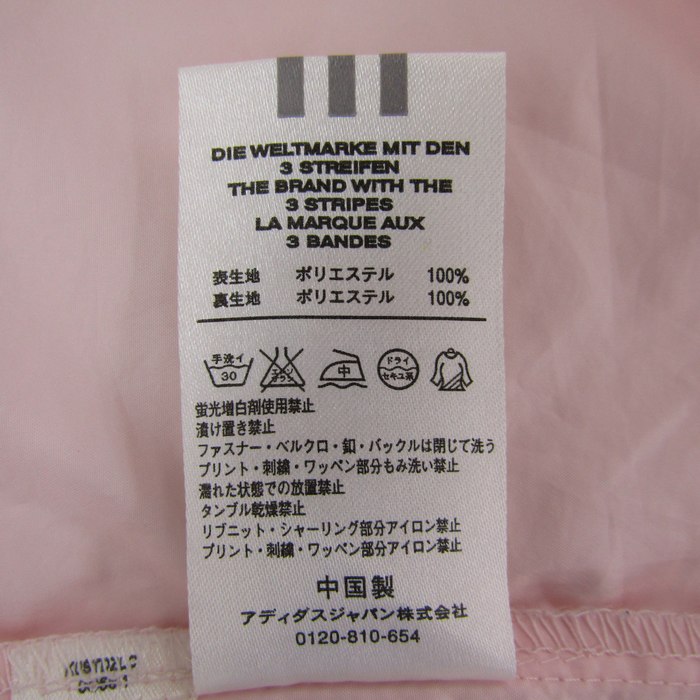 DIE WELTMARKE MIT DEN
3 STREIFEN
THE BRAND WITH THE
3 STRIPES
LA MARQUE AUX
3 BANDES
表生地 ポリエステル 100%
裏生地 ポリエステル 100%
手洗イ 30 エンソ サラシ 中 ドライ セキユ系
蛍光増白剤使用禁止
漬け置き禁止
ファスナー・ベルクロ・釦・バックルは閉じて洗う
プリント・刺繍・ワッペン部分もみ洗い禁止
濡れた状態での放置禁止
タンブル乾燥禁止
リブニット・シャーリング部分アイロン禁止
プリント・刺繍・ワッペン部分アイロン禁止
中国製
アディダスジャパン株式会社
0120-810-654